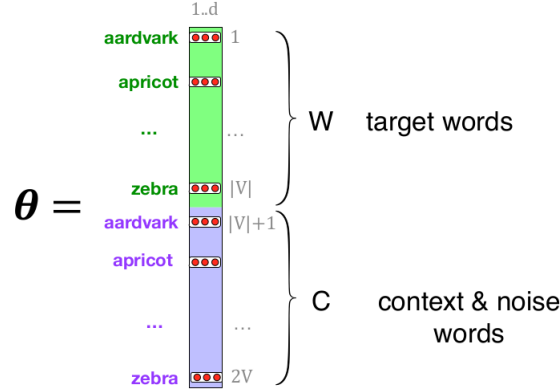 1..d
aardvark 1
apricot
... ...
zebra |V|
W target words
θ =
aardvark |V|+1
apricot
... ...
zebra 2V
C context & noise
words